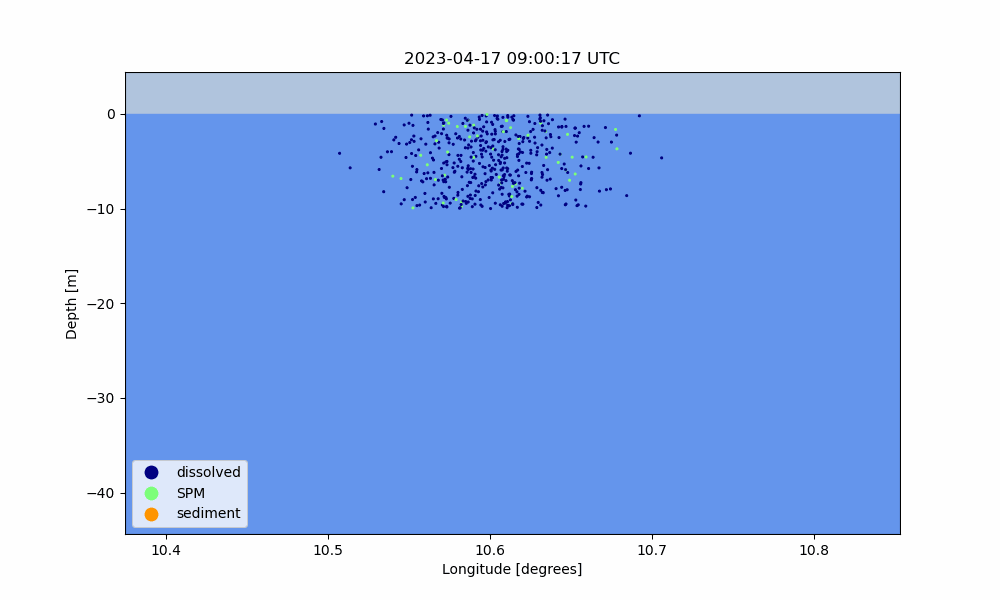 2023-04-17 09:00:17 UTC
0
−10
−20
−30
−40
Depth [m]
dissolved
SPM
sediment
10.4 10.5 10.6 10.7 10.8
Longitude [degrees]